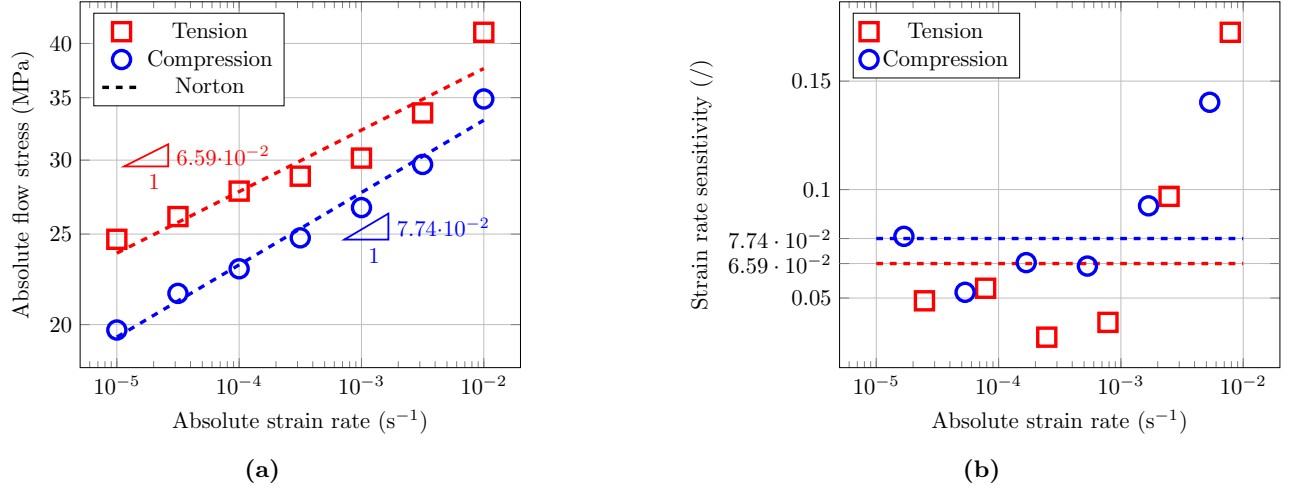 Tension
Compression
Norton
40
35
30
25
20
6.59·10⁻²
1
7.74·10⁻²
1
10⁻⁵
10⁻⁴
10⁻³
10⁻²
Absolute strain rate (s⁻¹)
Absolute flow stress (MPa)
(a)
Tension
Compression
0.15
0.1
7.74 · 10⁻²
6.59 · 10⁻²
0.05
10⁻⁵
10⁻⁴
10⁻³
10⁻²
Absolute strain rate (s⁻¹)
Strain rate sensitivity (/)
(b)